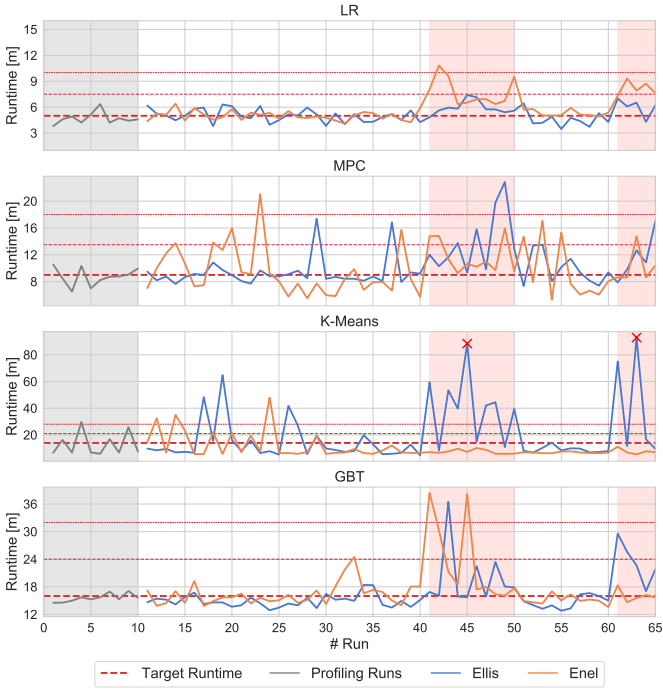 LR
Runtime [m]
15
12
9
6
3
MPC
Runtime [m]
20
16
12
8
K-Means
Runtime [m]
80
60
40
20
GBT
Runtime [m]
36
30
24
18
12
0 5 10 15 20 25 30 35 40 45 50 55 60 65
# Run
Target Runtime Profiling Runs Ellis Enel